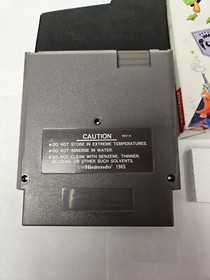 CAUTION REV-A
●DO NOT STORE IN EXTREME TEMPERATURES.
●DO NOT IMMERSE IN WATER.
●DO NOT CLEAN WITH BENZENE, THINNER,
ALCOHOL OR OTHER SUCH SOLVENTS.
©Nintendo® 1985